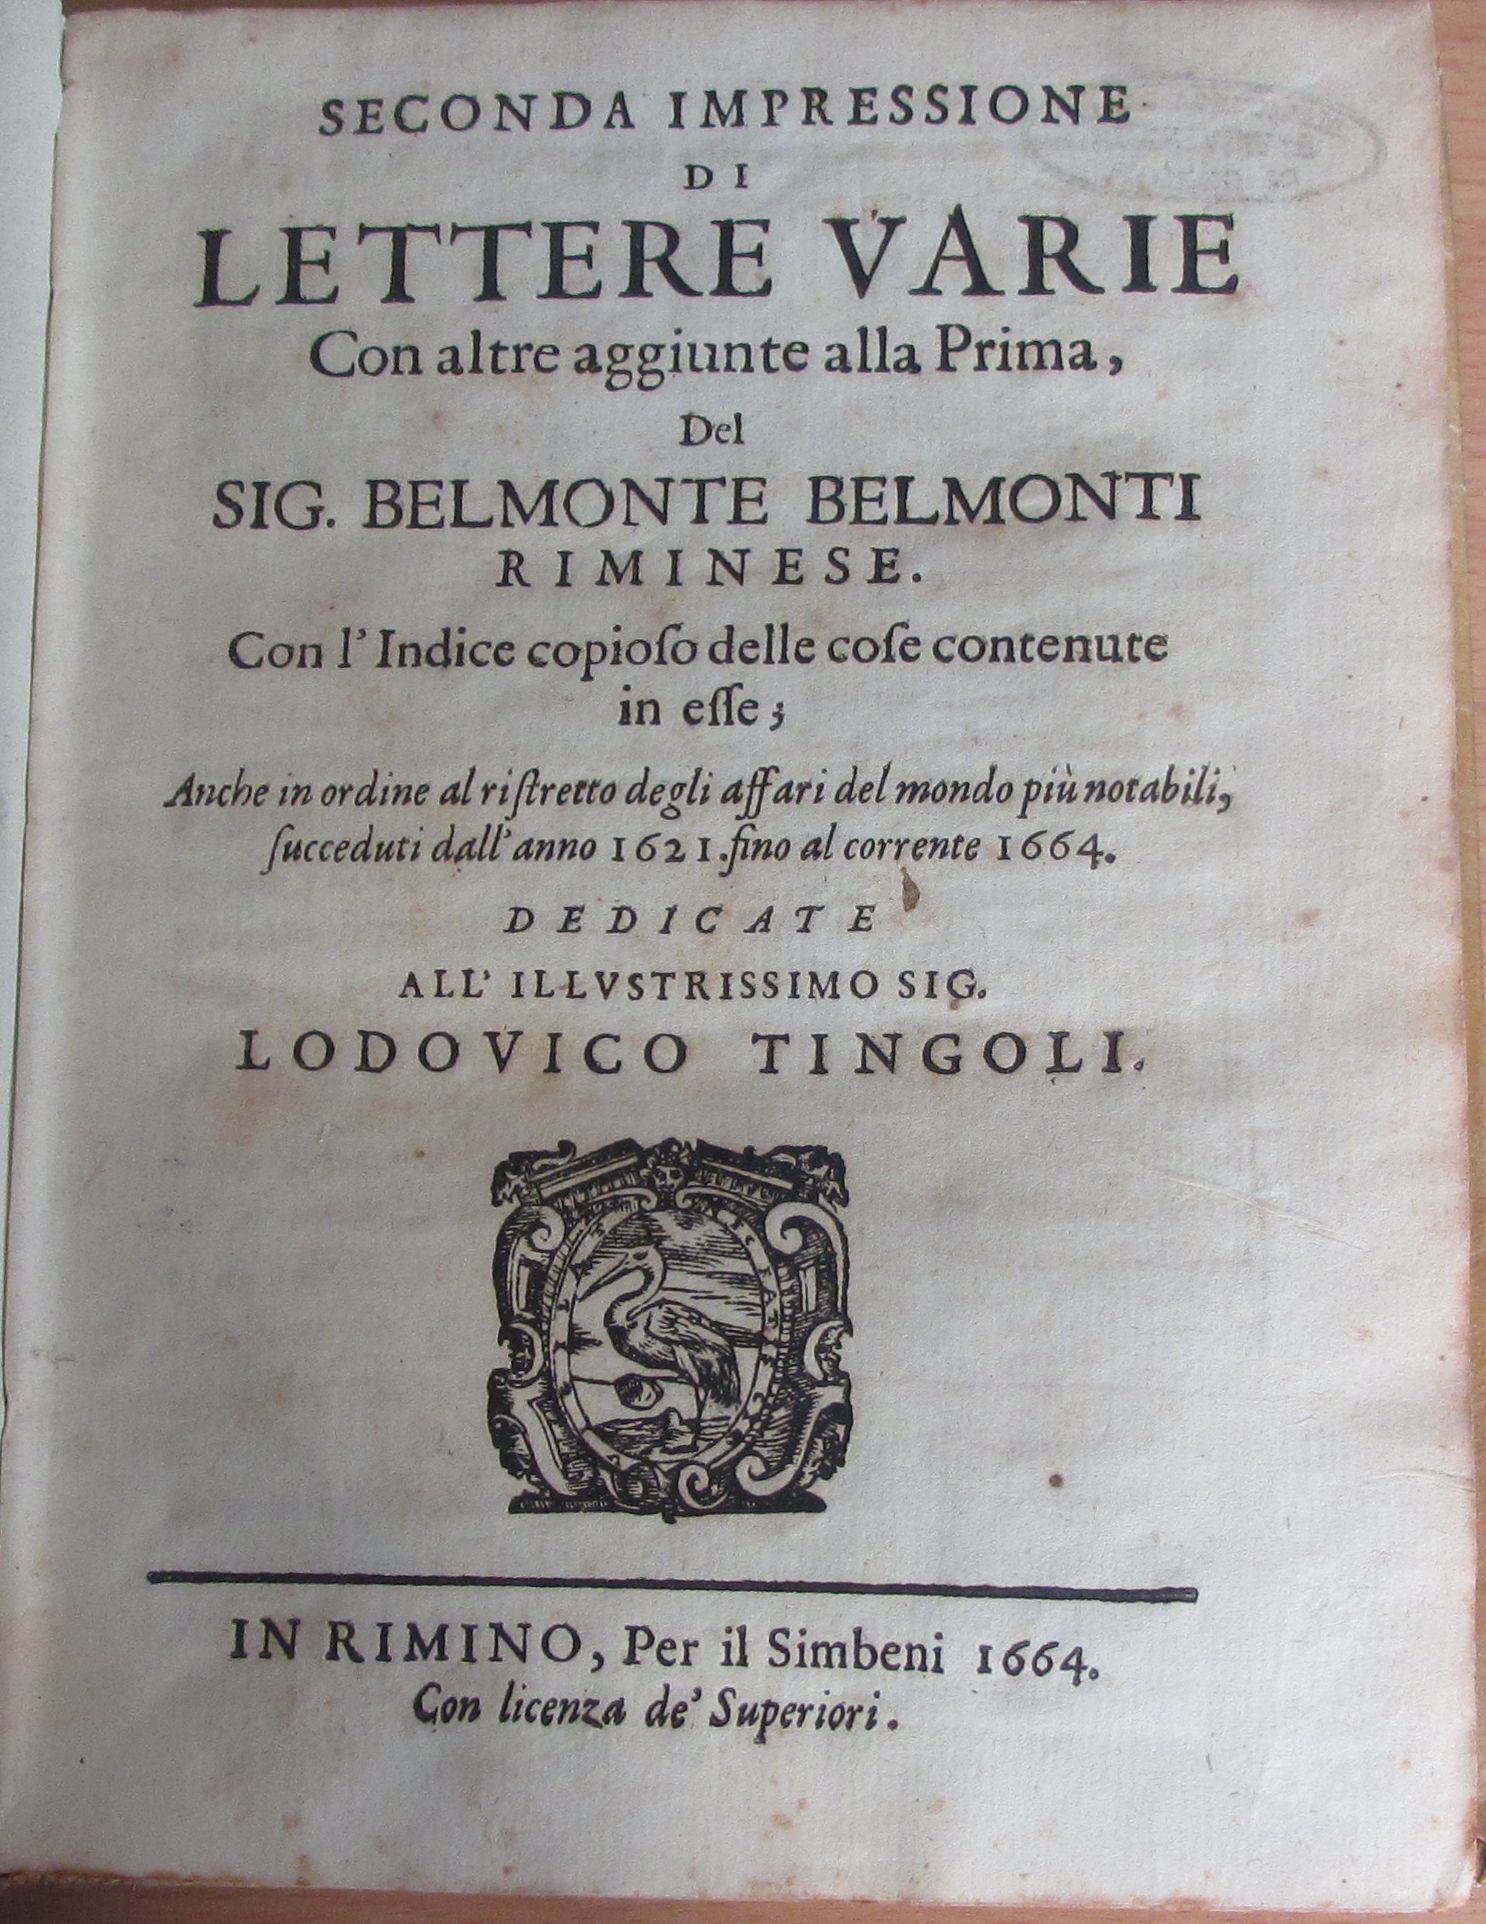 SECONDA IMPRESSIONE
DI
LETTERE VARIE
Con altre aggiunte alla Prima,
Del
SIG. BELMONTE BELMONTI
RIMINESE.
Con l' Indice copioſo delle coſe contenute
in eſſe;
Anche in ordine al riſtretto degli affari del mondo più notabili,
ſucceduti dall' anno 1621. fino al corrente 1664.
DEDICATE
ALL' ILLVSTRISSIMO SIG.
LODOVICO TINGOLI.
IN RIMINO, Per il Simbeni 1664.
Con licenza de' Superiori.